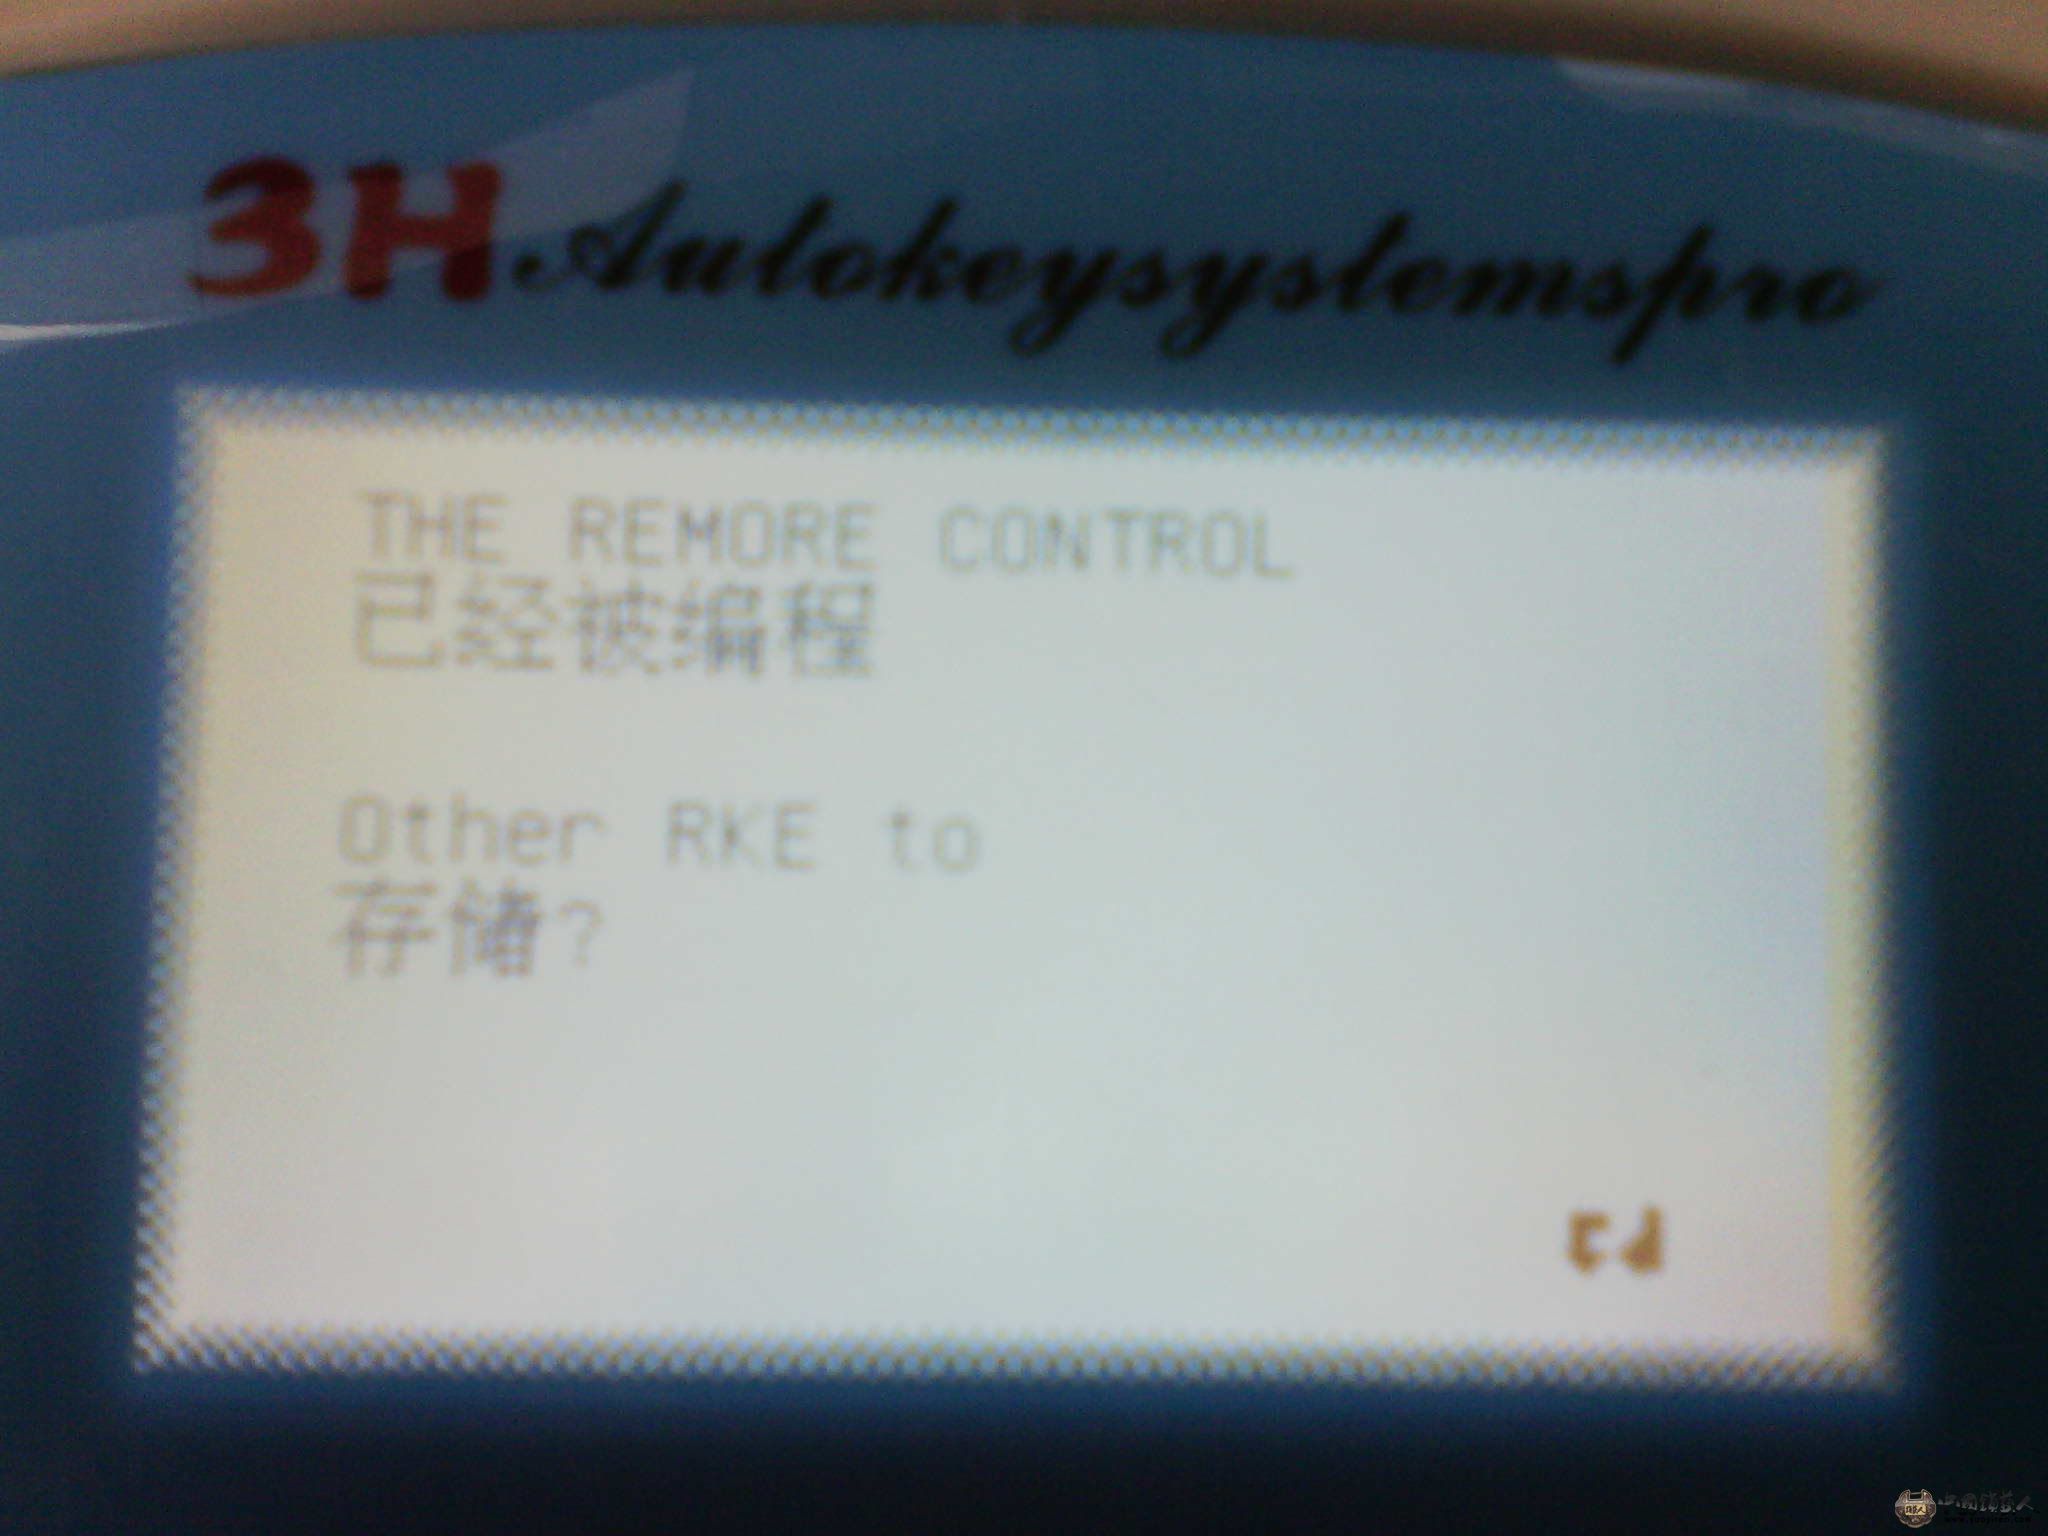 3H Autokeysystemspro
THE REMORE CONTROL
已经被编程
Other RKE to
存储?